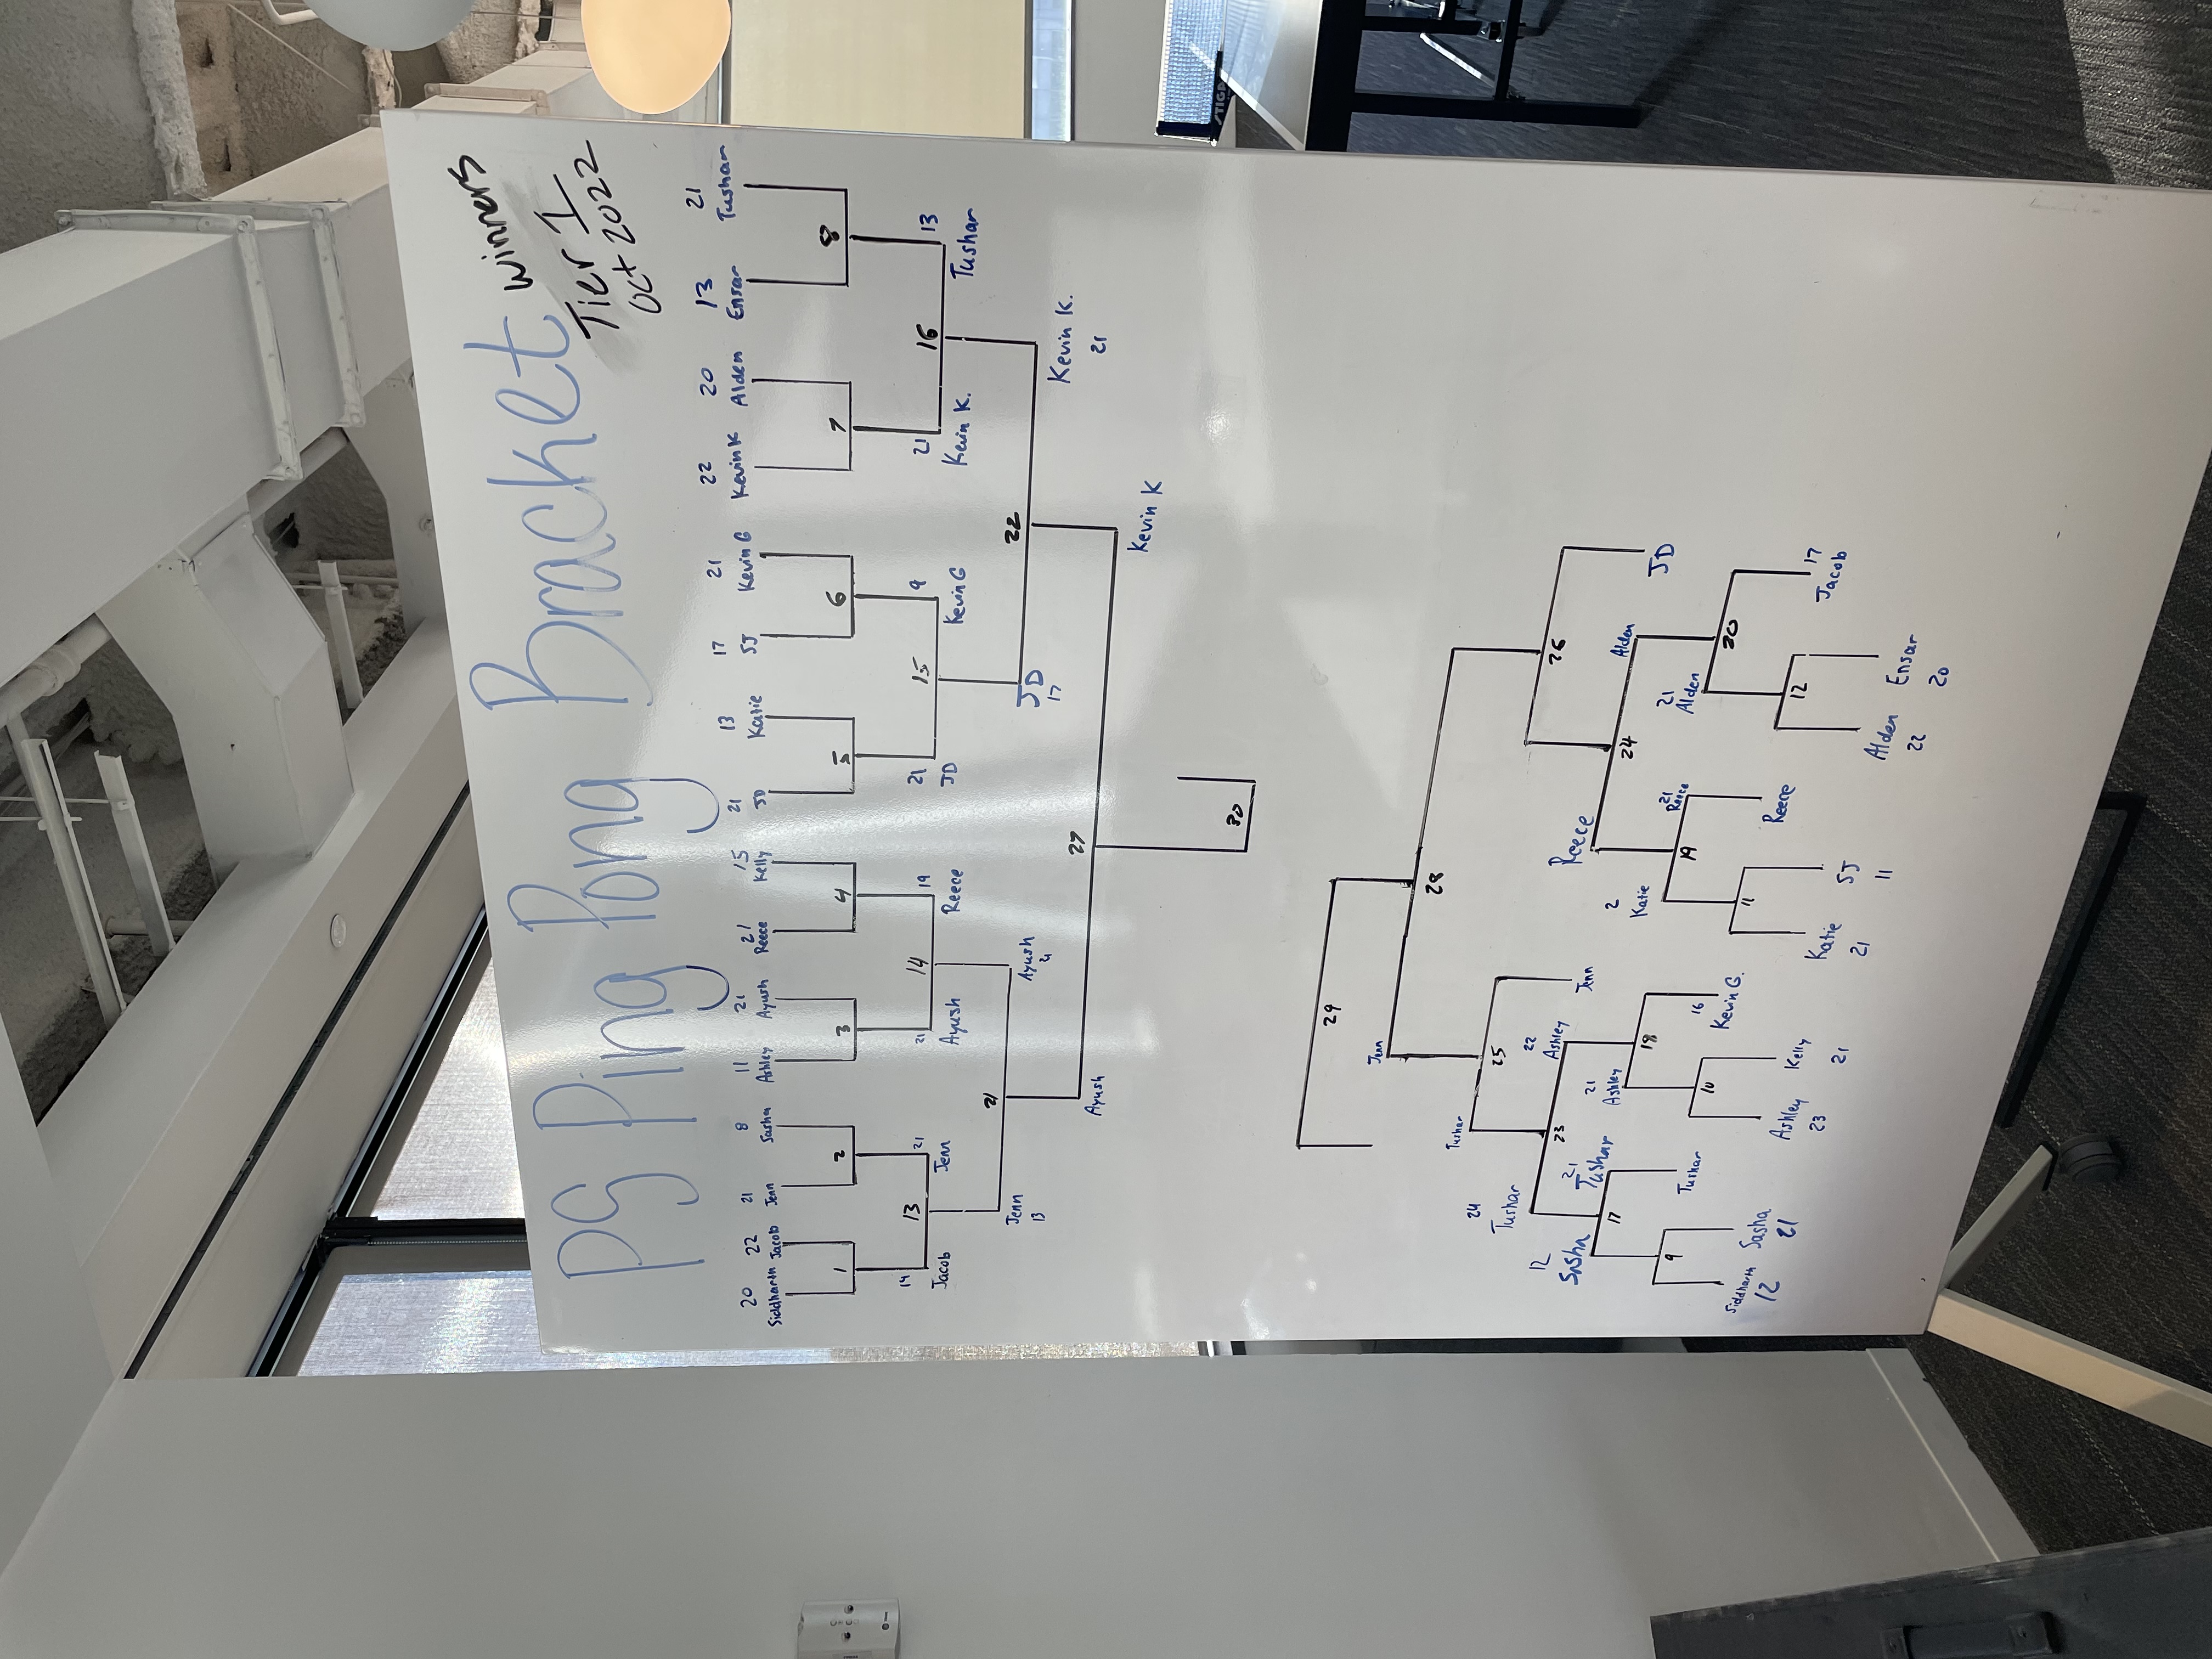 PS Ping Pong Bracket winners
Tier 1
Oct 2022
20 22 21 8 11 21 21 15 21 13 17 21 22 20 13 21
Siddharth Jacob Jenn Sasha Ashley Ayush Reece Kelly JD Katie SJ Kevin G Kevin K Alden Ensar Tushar
1 2 3 4 5 6 7 8
14 13 21 21 14 19 21 15 9 21 16 13
Jacob Jenn Ayush Reece JD Kevin G Kevin K. Tushar
21 22
Jenn Ayush JD Kevin K.
13 21 17 21
27
Ayush Kevin K
30
29
Jenn
28
Tushar
25
24
Tushar
22
Ashley
23
Jenn
26
JD
12
Sasha
21
Tushar
17
21
Ashley
18
Reece
24
Alden
2
Katie
21
Reece
19
21
Alden
20
9
Tushar
10
16
Kevin G.
11
Reece
12
17
Jacob
Siddharth Sasha
12 21
Ashley Kelly
23 21
Katie SJ
21 11
Alden Ensar
22 20
STIGA